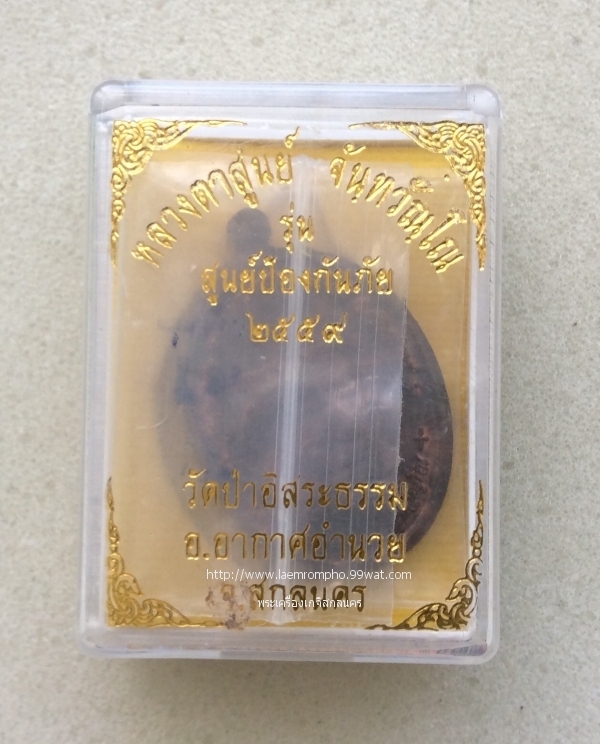 หลวงตาสูนย์ จันฺทวัณฺโณ
รุ่น
สูนย์ป้องกันภัย
๒๕๕๙
วัดป่าอิสระธรรม
อ.อากาศอำนวย
http://www.laemrompho.99wat.com
จ.สกลนคร
พระเครื่องเกจิสกลนคร